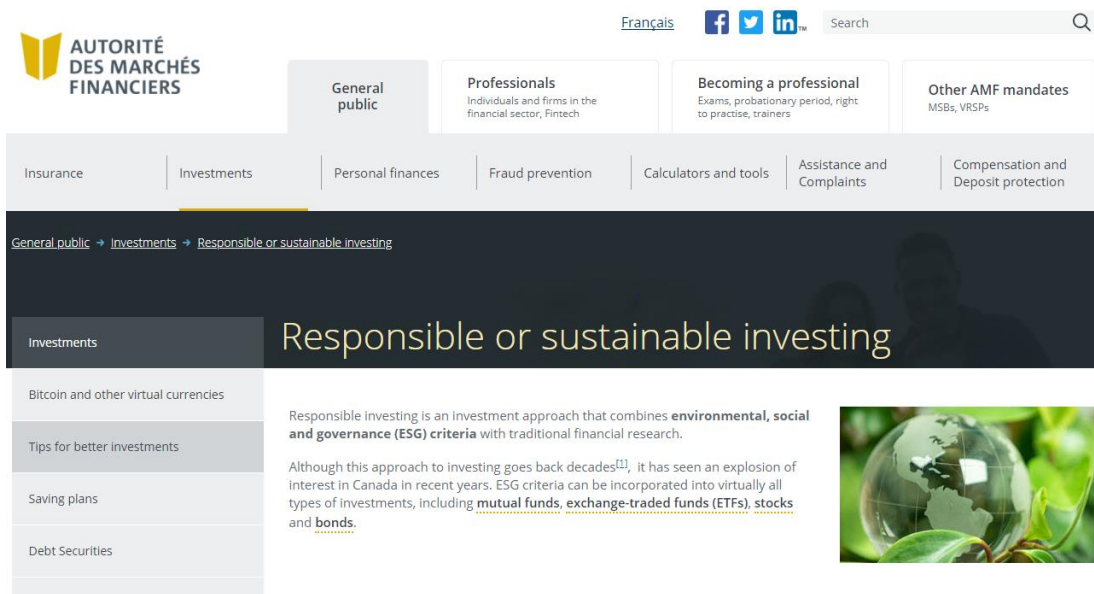 Français
Search
AUTORITÉ
DES MARCHÉS
FINANCIERS
General
public
Professionals
Individuals and firms in the
financial sector, Fintech
Becoming a professional
Exams, probationary period, right
to practise, trainers
Other AMF mandates
MSBs, VRSPs
Insurance
Investments
Personal finances
Fraud prevention
Calculators and tools
Assistance and
Complaints
Compensation and
Deposit protection
General public → Investments → Responsible or sustainable investing
Responsible or sustainable investing
Investments
Bitcoin and other virtual currencies
Tips for better investments
Saving plans
Debt Securities
Responsible investing is an investment approach that combines environmental, social
and governance (ESG) criteria with traditional financial research.
Although this approach to investing goes back decades[1], it has seen an explosion of
interest in Canada in recent years. ESG criteria can be incorporated into virtually all
types of investments, including mutual funds, exchange-traded funds (ETFs), stocks
and bonds.